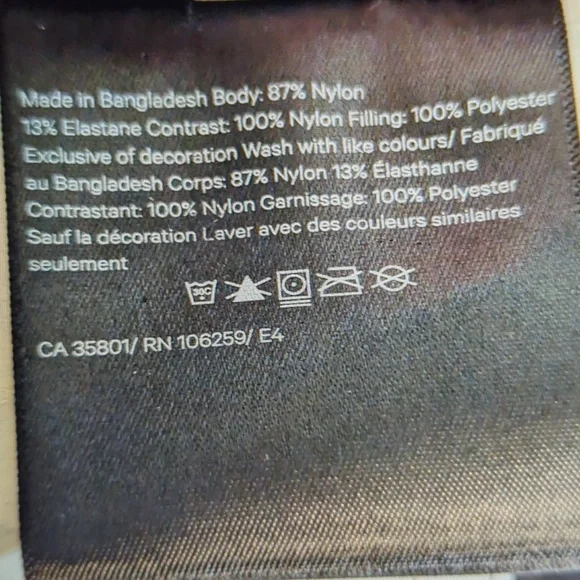 Made in Bangladesh Body: 87% Nylon
13% Elastane Contrast: 100% Nylon Filling: 100% Polyester
Exclusive of decoration Wash with like colours/ Fabriqué
au Bangladesh Corps: 87% Nylon 13% Élasthanne
Contrastant: 100% Nylon Garnissage: 100% Polyester
Sauf la décoration Laver avec des couleurs similaires
seulement
30C
CA 35801/ RN 106259/ E4